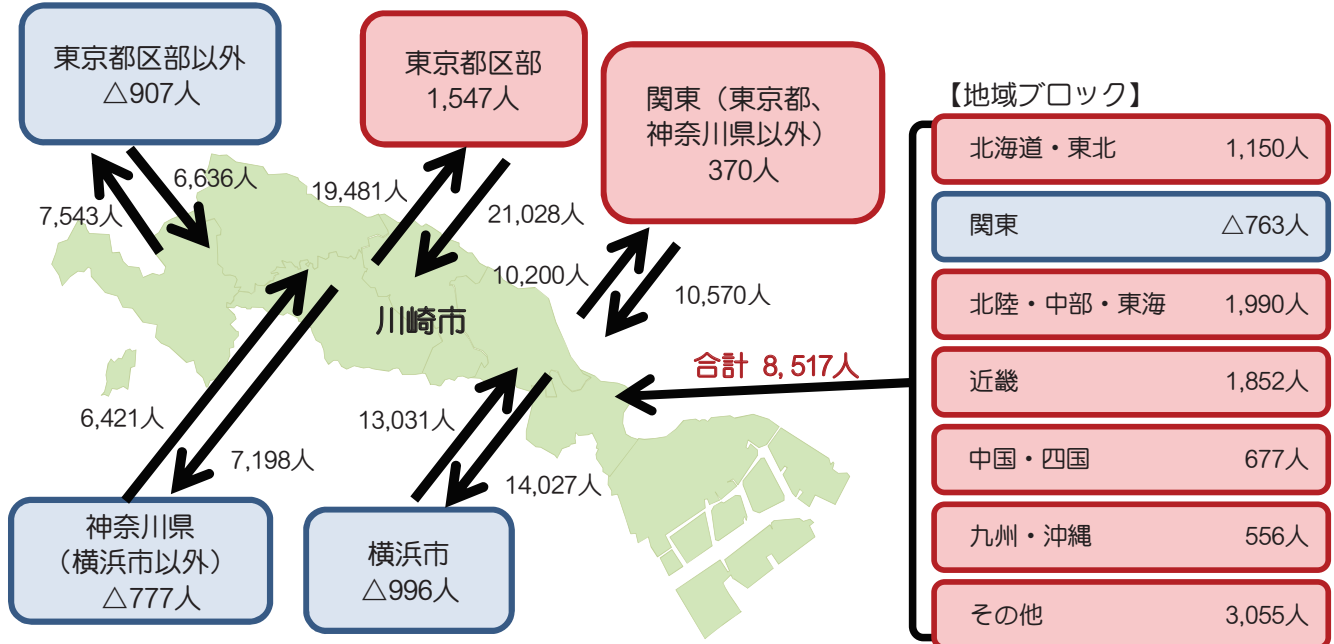 東京都区部以外
△907人
東京都区部
1,547人
関東（東京都、
神奈川県以外）
370人
6,636人
7,543人
19,481人
21,028人
10,200人
10,570人
川崎市
6,421人
7,198人
13,031人
14,027人
神奈川県
（横浜市以外）
△777人
横浜市
△996人
合計 8,517人
【地域ブロック】
北海道・東北 1,150人
関東 △763人
北陸・中部・東海 1,990人
近畿 1,852人
中国・四国 677人
九州・沖縄 556人
その他 3,055人